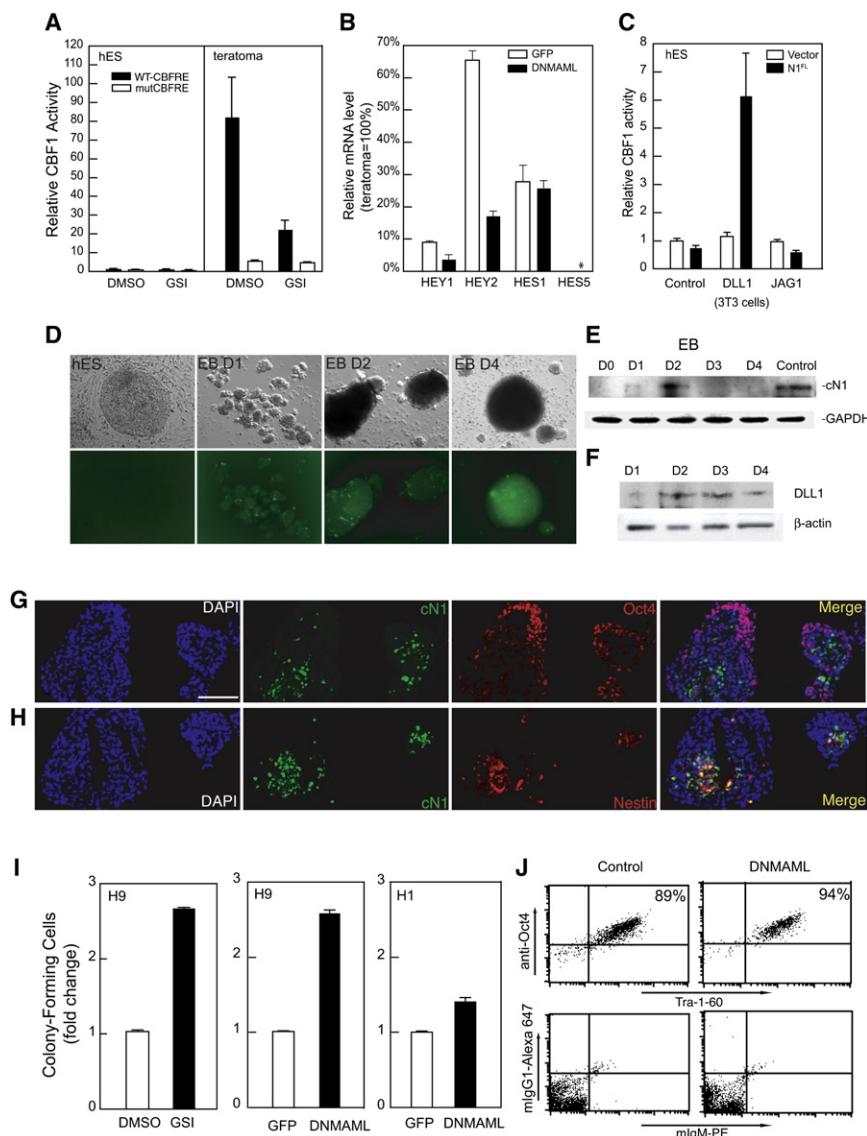 A
hES
teratoma
WT-CBFRE
mutCBFRE
Relative CBF1 Activity
120
110
100
90
80
70
60
50
40
30
20
10
0
DMSO GSI DMSO GSI
B
GFP
DNMAML
Relative mRNA level
(teratoma=100%)
70%
60%
50%
40%
30%
20%
10%
0%
*
HEY1 HEY2 HES1 HES5
C
hES
Vector
N1FL
Relative CBF1 activity
8
7
6
5
4
3
2
1
0
Control DLL1 JAG1
(3T3 cells)
D
hES
EB D1
EB D2
EB D4
E
EB
D0 D1 D2 D3 D4 Control
-cN1
-GAPDH
F
D1 D2 D3 D4
DLL1
β-actin
G
DAPI
cN1
Oct4
Merge
H
DAPI
cN1
Nestin
Merge
I
Colony-Forming Cells
(fold change)
3
2
1
0
H9
DMSO GSI
3
2
1
0
H9
GFP DNMAML
3
2
1
0
H1
GFP DNMAML
J
Control
DNMAML
89%
94%
anti-Oct4
Tra-1-60
mIgG1-Alexa 647
mIgM-PE